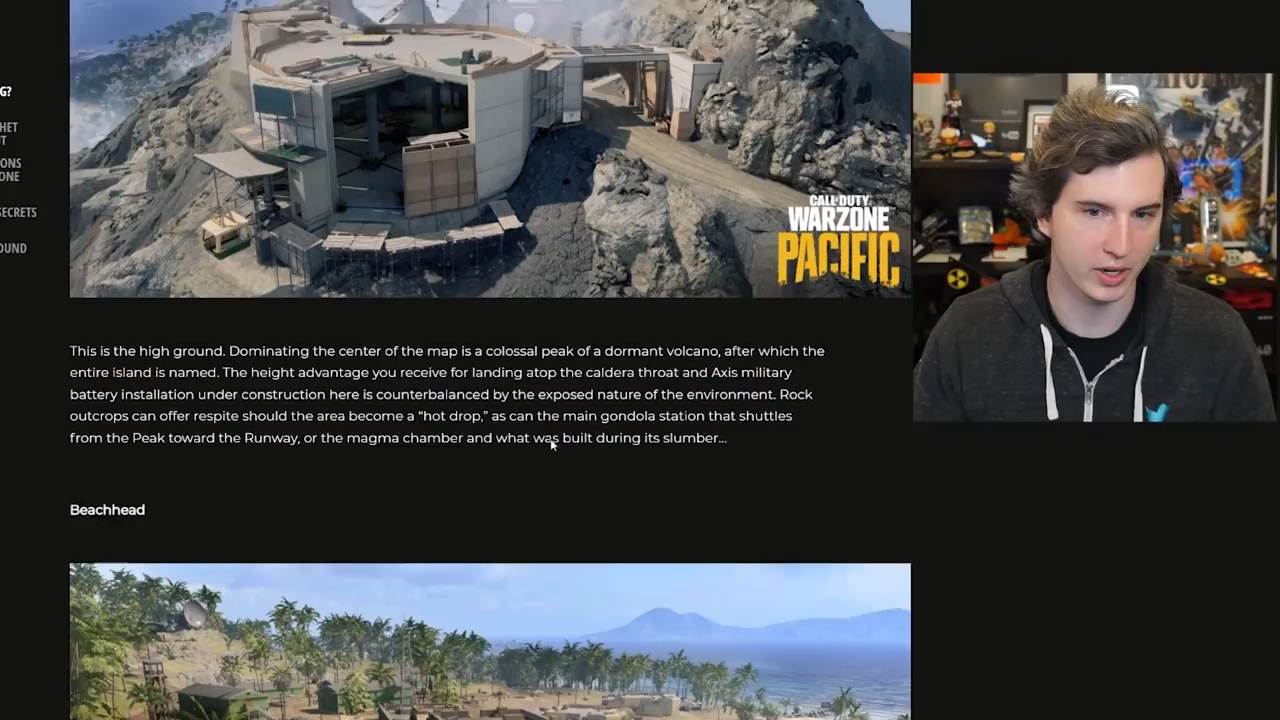 G?
HET
T
ONS
ONE
SECRETS
OUND
CALL OF DUTY
WARZONE
PACIFIC
This is the high ground. Dominating the center of the map is a colossal peak of a dormant volcano, after which the
entire island is named. The height advantage you receive for landing atop the caldera throat and Axis military
battery installation under construction here is counterbalanced by the exposed nature of the environment. Rock
outcrops can offer respite should the area become a “hot drop,” as can the main gondola station that shuttles
from the Peak toward the Runway, or the magma chamber and what was built during its slumber...
Beachhead